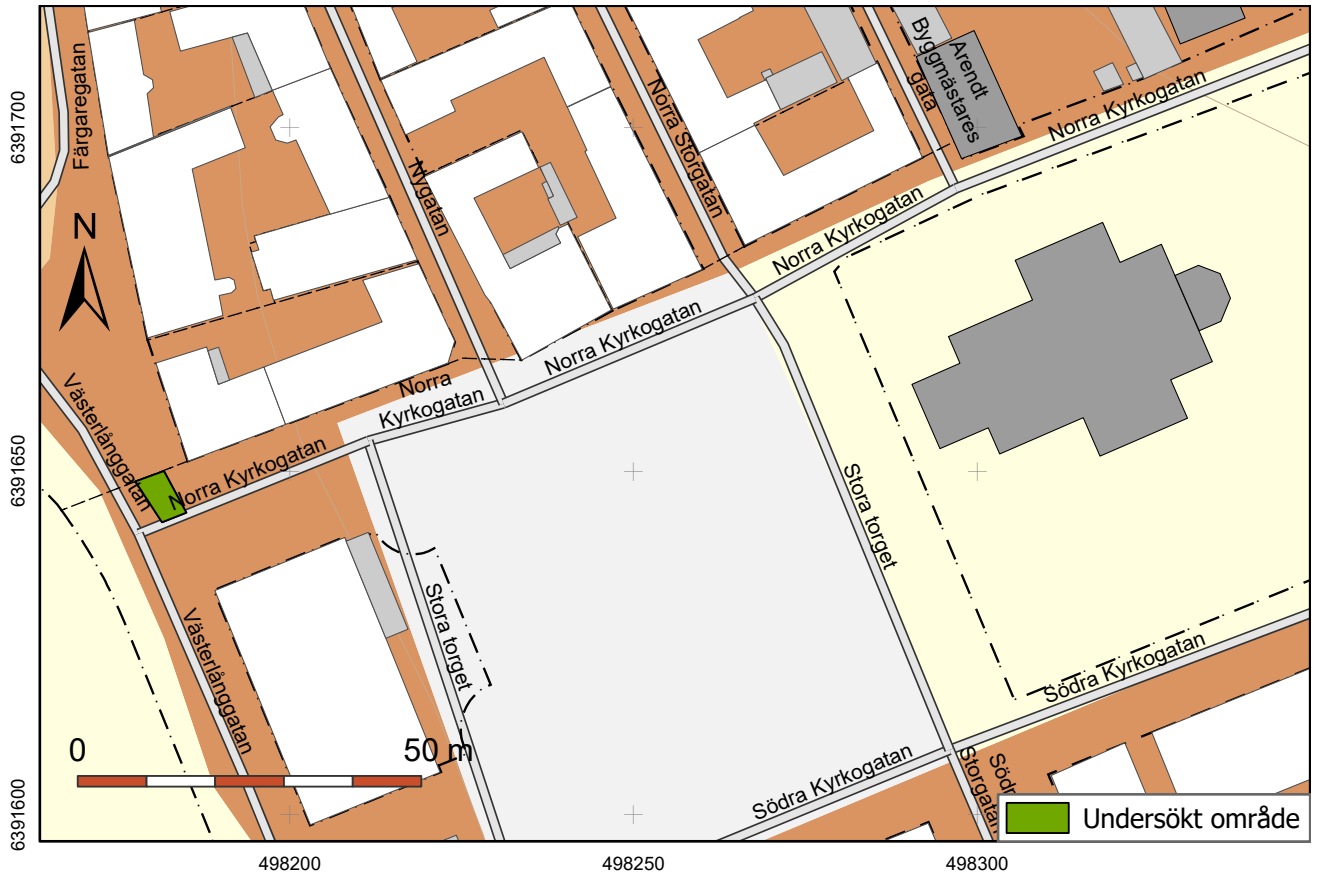 Färgaregatan
6391700
N
Nygatan
Norra Storgatan
Arendt
Byggmästares
gata
Norra Kyrkogatan
Norra Kyrkogatan
Norra Kyrkogatan
Norra
Kyrkogatan
Västerlånggatan
Norra Kyrkogatan
6391650
Stora torget
Stora torget
Västerlånggatan
Södra Kyrkogatan
0 50 m
Södra Kyrkogatan
Storgatan
Södr
6391600
Undersökt område
498200 498250 498300